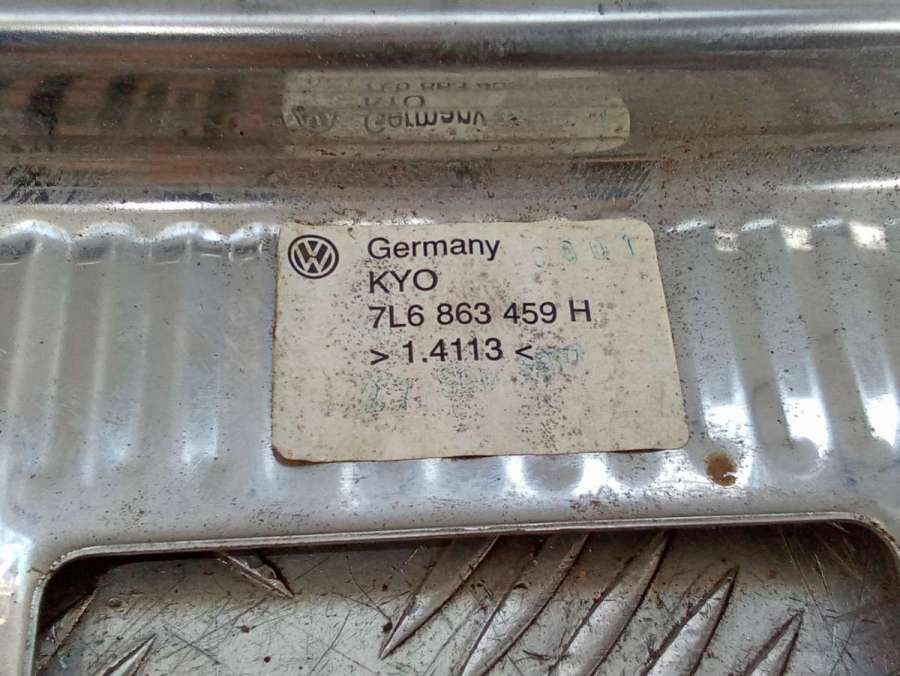 Germany
KYO
7L6 863 459 H
> 1.4113 <